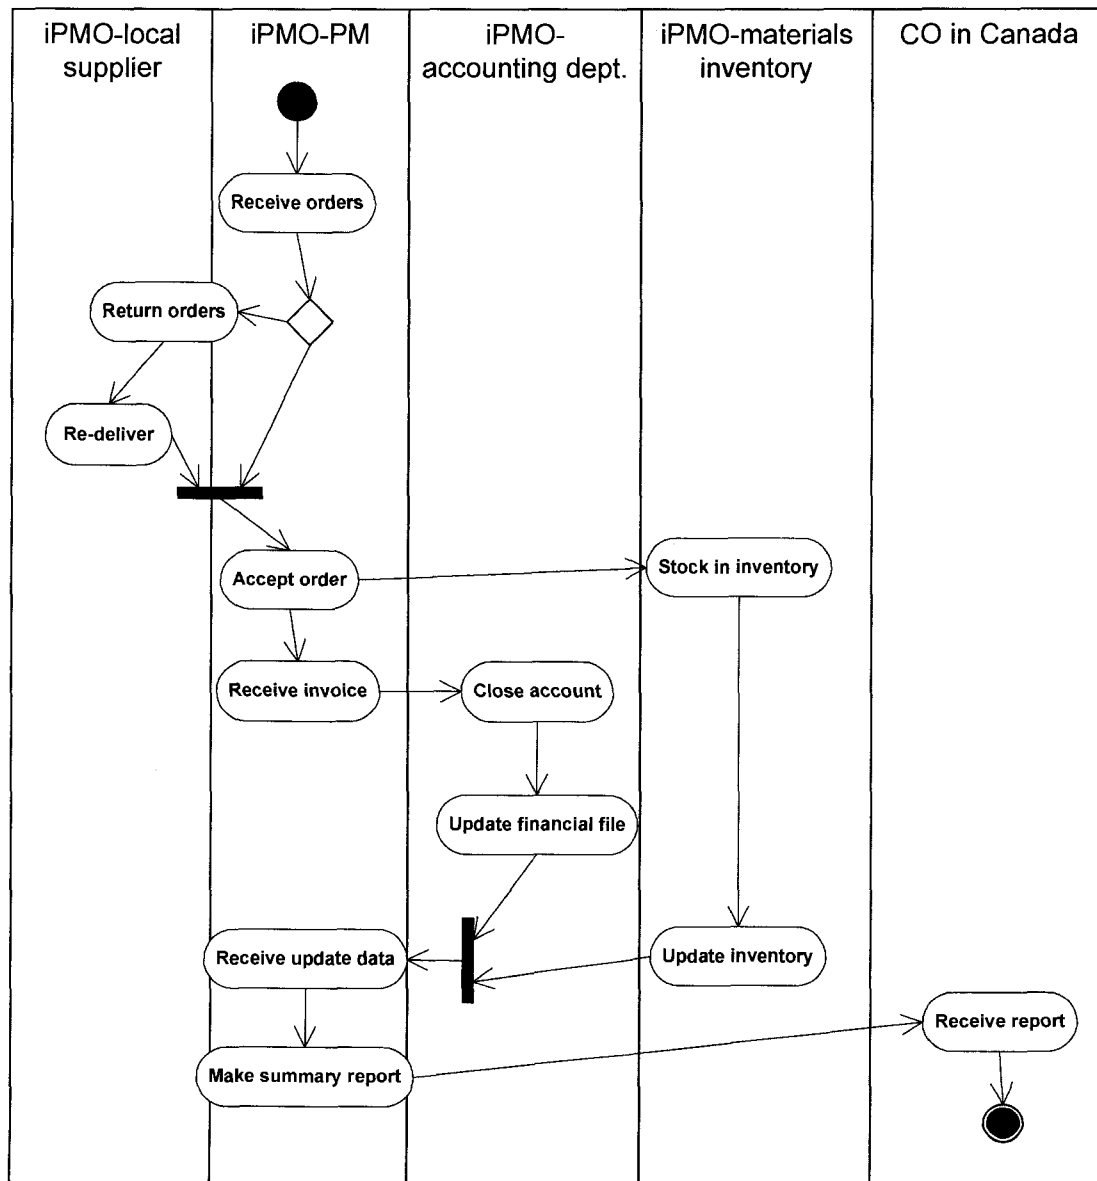 iPMO-local
supplier
iPMO-PM
iPMO-
accounting dept.
iPMO-materials
inventory
CO in Canada
Receive orders
Return orders
Re-deliver
Accept order
Stock in inventory
Receive invoice
Close account
Update financial file
Receive update data
Update inventory
Receive report
Make summary report